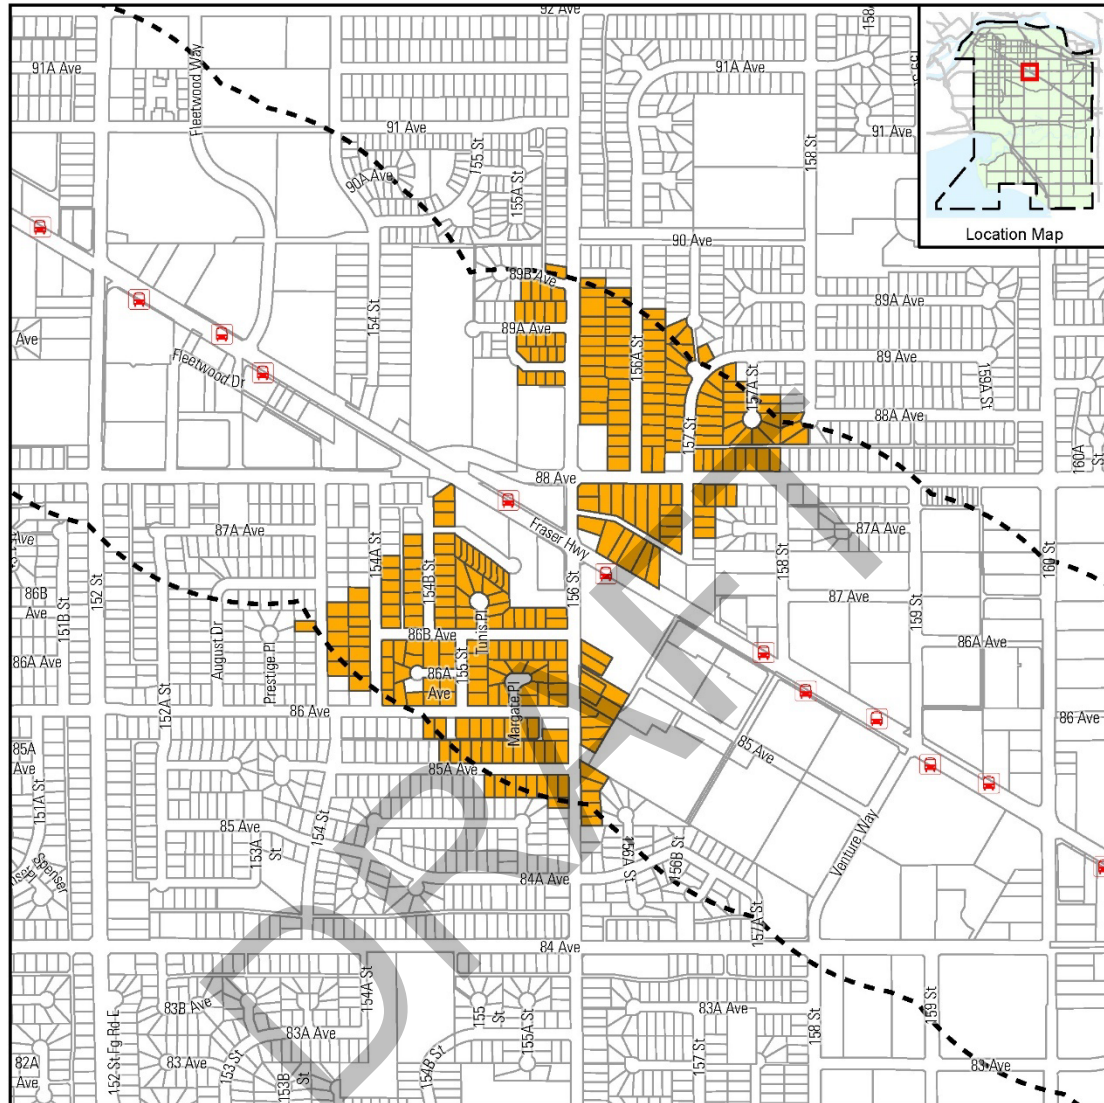 92 Ave
158A
91A Ave
Fleetwood Way
91A Ave
91 Ave
91 Ave
158 St
155 St
90A Ave
155A St
Location Map
90 Ave
89B Ave
89A Ave
154 St
89A Ave
Ave
156A St
89 Ave
Fleetwood Dr
157A St
159A St
88A Ave
157 St
160A
St
88 Ave
87A Ave
Fraser Hwy
87A Ave
154A St
154B St
158 St
160 St
152 St
156 St
86B
Ave
151B St
87 Ave
159 St
Tunis Pl
86B Ave
August Dr
Prestige Pl
155 St
86A Ave
86A Ave
86A
Ave
Margate Pl
152A St
86 Ave
86 Ave
85A
Ave
85 Ave
85A Ave
151A St
154 St
85 Ave
153A
St
Venture Way
156A St
156B St
Spenser
84A Ave
157A St
84 Ave
DRAFT
154A St
83B Ave
155
St
83A Ave
159 St
152 St Fg Rd E
83A Ave
155A St
158 St
82A
Ave
83 Ave
153 St
154B St
157 St
83 Ave
153B
St